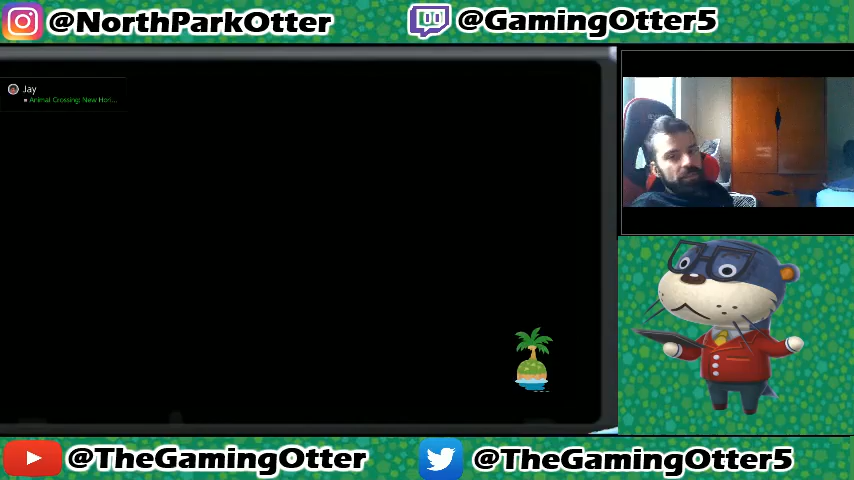 @NorthParkOtter
@GamingOtter5
Jay
Animal Crossing: New Hori...
@TheGamingOtter
@TheGamingOtter5